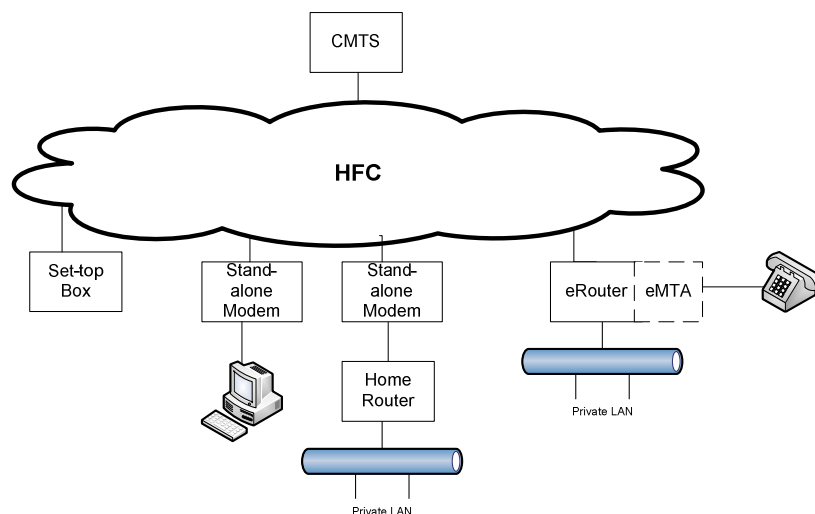 CMTS
HFC
Set-top
Box
Stand-
alone
Modem
Stand-
alone
Modem
eRouter
eMTA
Home
Router
Private LAN
Private LAN